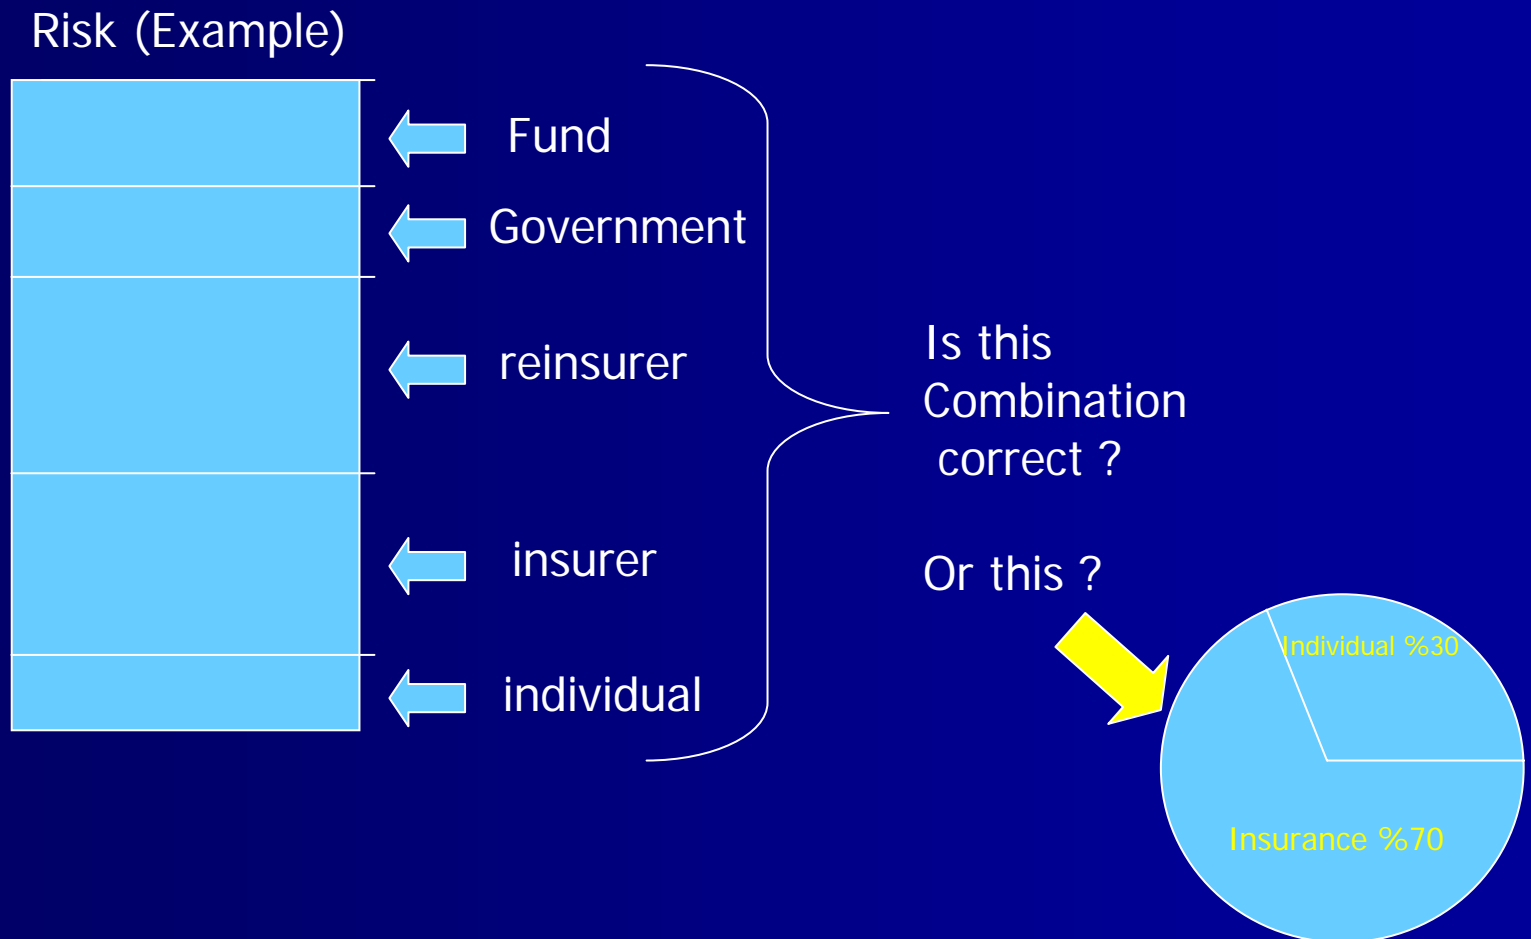 Risk (Example)
Fund
Government
reinsurer
insurer
individual
Is this
Combination
correct ?
Or this ?
Individual %30
Insurance %70